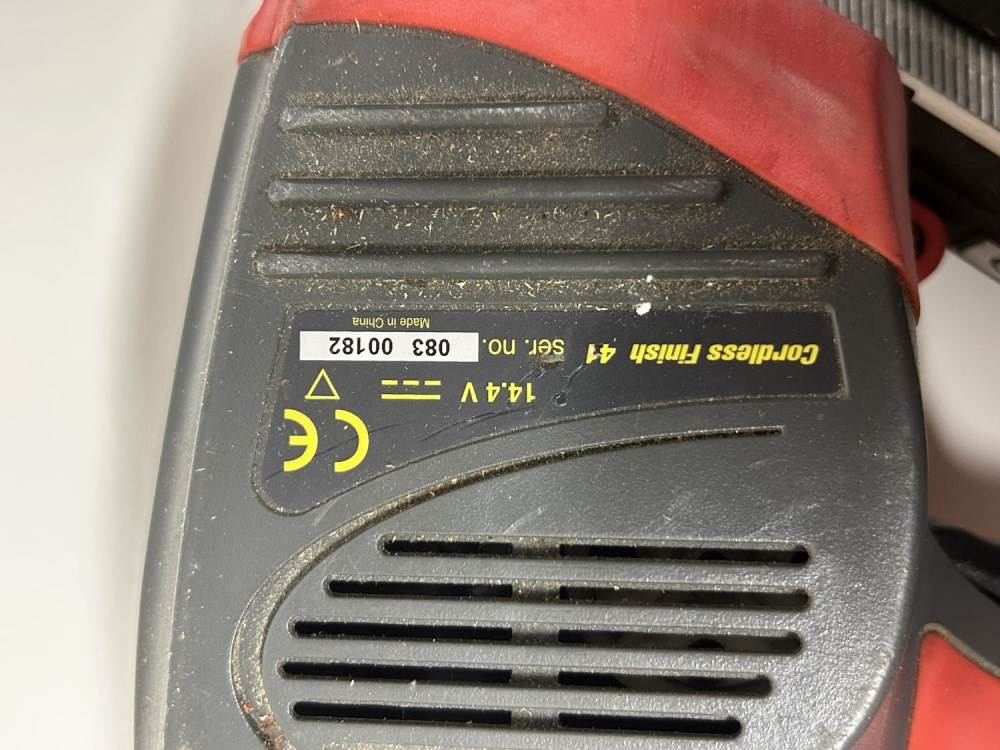 CE
14.4 V
Cordless Finish 41 ser. no. 083 00182
Made in China